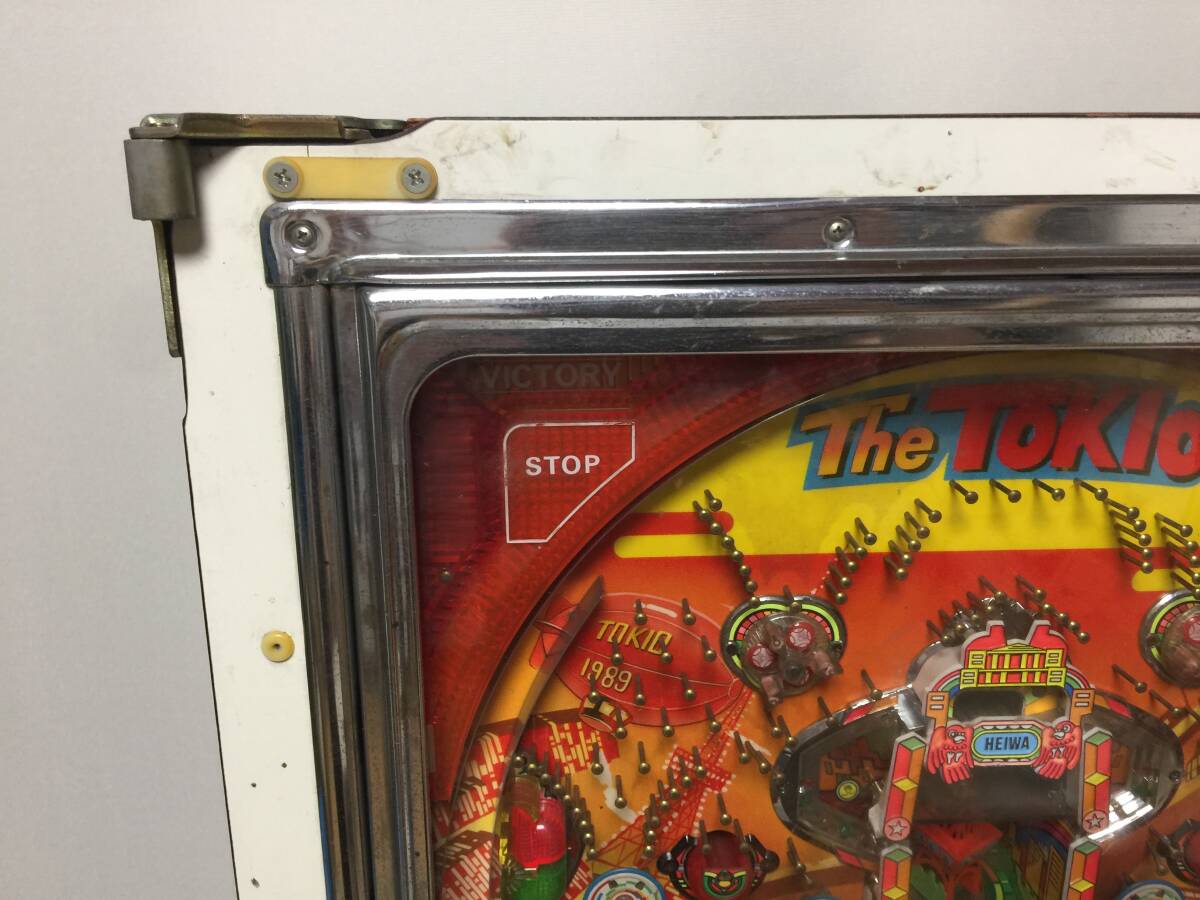 VICTORY
STOP
The TOKIO
TOKIO
1989
HEIWA